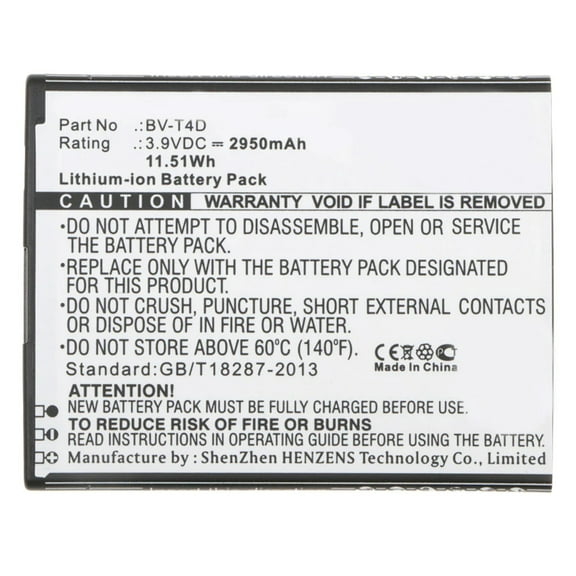 Part No .:BV-T4D
Rating .:3.9VDC ⎓ 2950mAh
11.51Wh
Lithium-ion Battery Pack
CAUTION WARRANTY VOID IF LABEL IS REMOVED
•DO NOT ATTEMPT TO DISASSEMBLE, OPEN OR SERVICE
THE BATTERY PACK.
•REPLACE ONLY WITH THE BATTERY PACK DESIGNATED
FOR THIS PRODUCT.
•DO NOT CRUSH, PUNCTURE, SHORT EXTERNAL CONTACTS
OR DISPOSE OF IN FIRE OR WATER.
•DO NOT STORE ABOVE 60°C (140°F).
Standard:GB/T18287-2013
CE
Made In China
ATTENTION!
NEW BATTERY PACK MUST BE FULLY CHARGED BEFORE USE.
TO REDUCE RISK OF FIRE OR BURNS
READ INSTRUCTIONS IN OPERATING GUIDE BEFORE USING BATTERY.
Manufacture by : ShenZhen HENZENS Technology Co., Limited